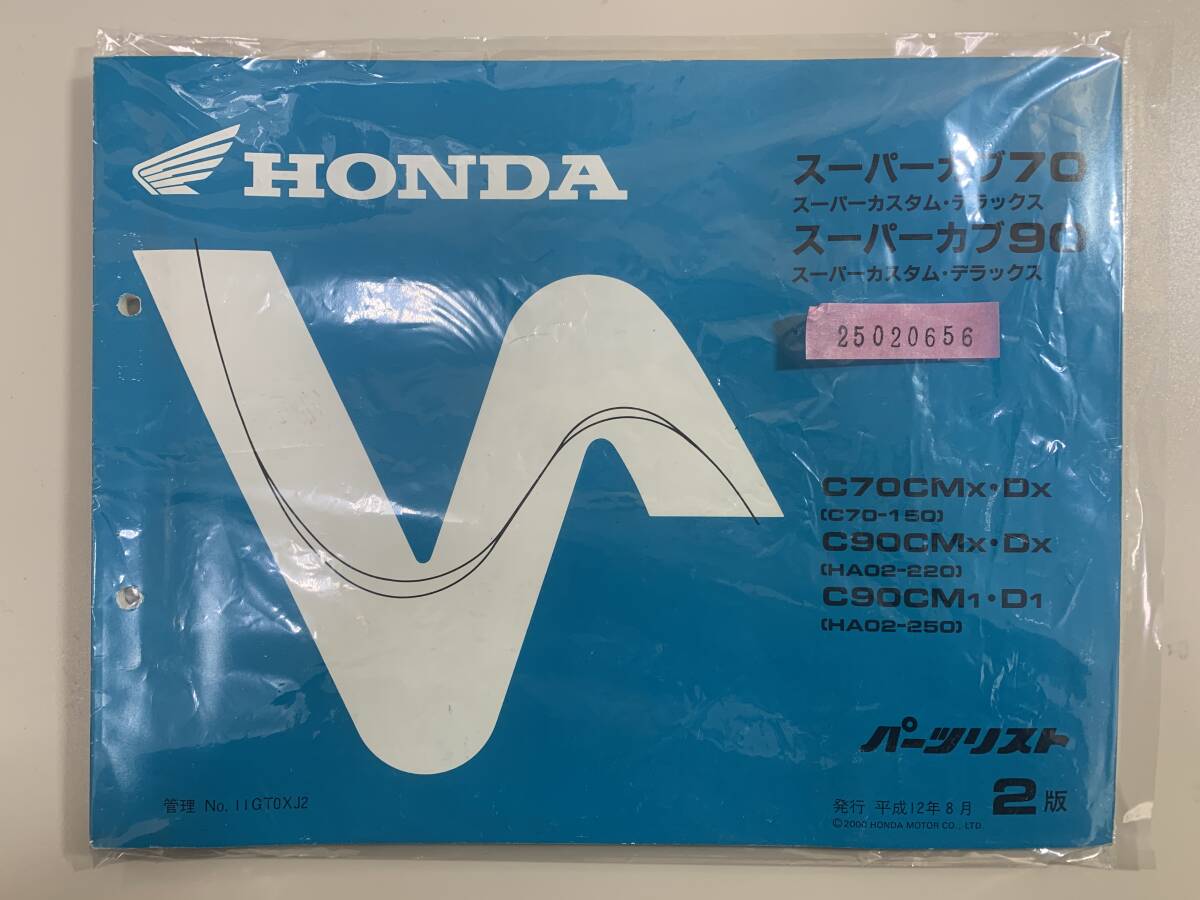 HONDA
スーパーカブ70
スーパーカスタム・デラックス
スーパーカブ90
スーパーカスタム・デラックス
25020656
C70CMX・DX
(C70-150)
C90CMX・DX
(HA02-220)
C90CM1・D1
(HA02-250)
パーツリスト
2版
管理 No. 11GT0XJ2
発行 平成12年8月
©2000 HONDA MOTOR CO., LTD.